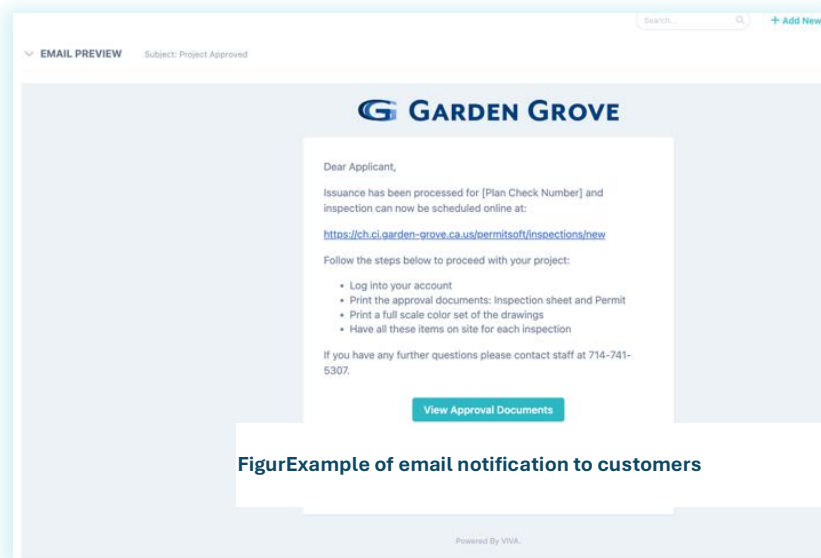 Search...
+ Add New
EMAIL PREVIEW Subject: Project Approved
GARDEN GROVE
Dear Applicant,
Issuance has been processed for [Plan Check Number] and
inspection can now be scheduled online at:
https://ch.ci.garden-grove.ca.us/permitsoft/inspections/new
Follow the steps below to proceed with your project:
• Log into your account
• Print the approval documents: Inspection sheet and Permit
• Print a full scale color set of the drawings
• Have all these items on site for each inspection
If you have any further questions please contact staff at 714-741-
5307.
View Approval Documents
FigurExample of email notification to customers
Powered By VIVA.